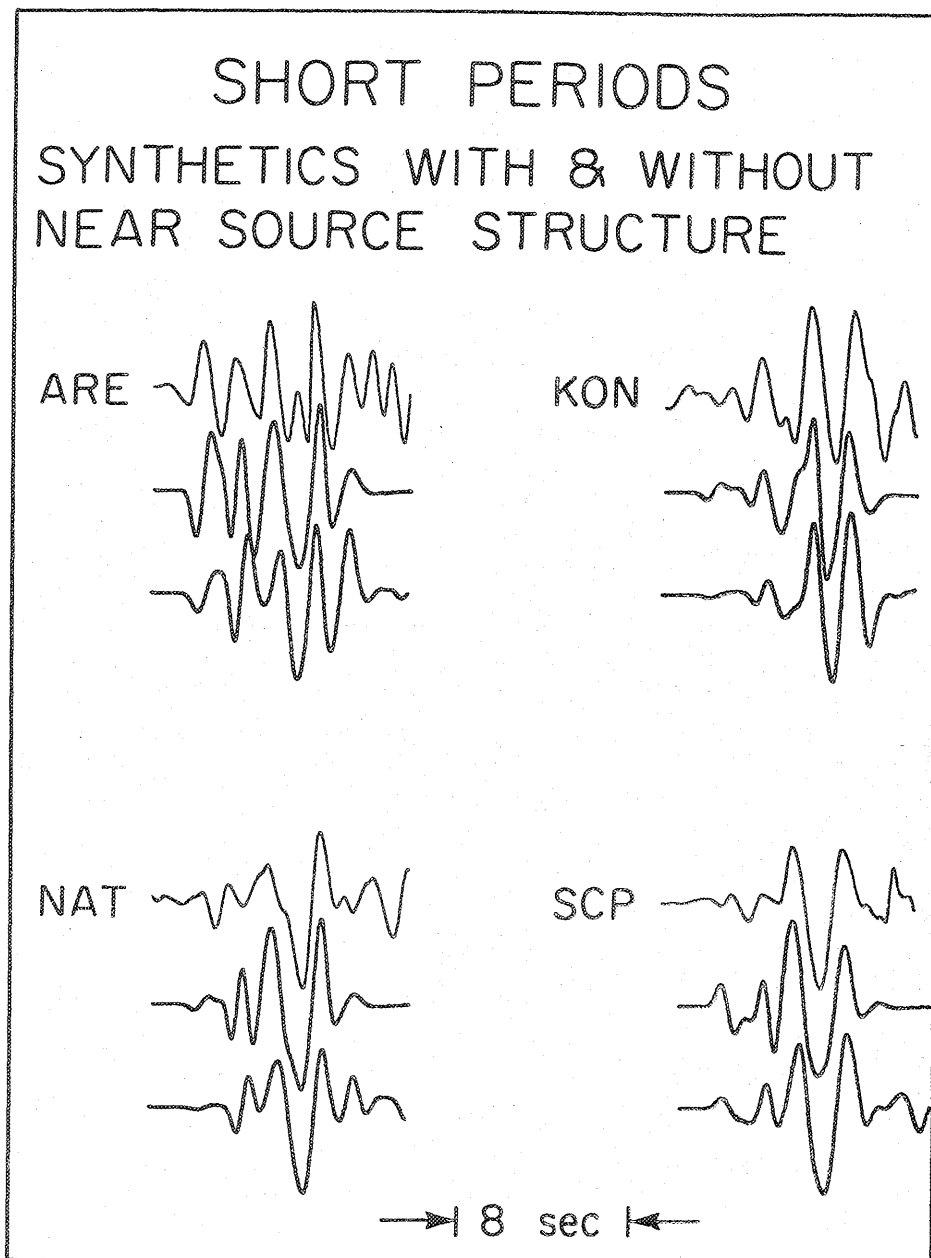 SHORT PERIODS
SYNTHETICS WITH & WITHOUT
NEAR SOURCE STRUCTURE
ARE
KON
NAT
SCP
8 sec